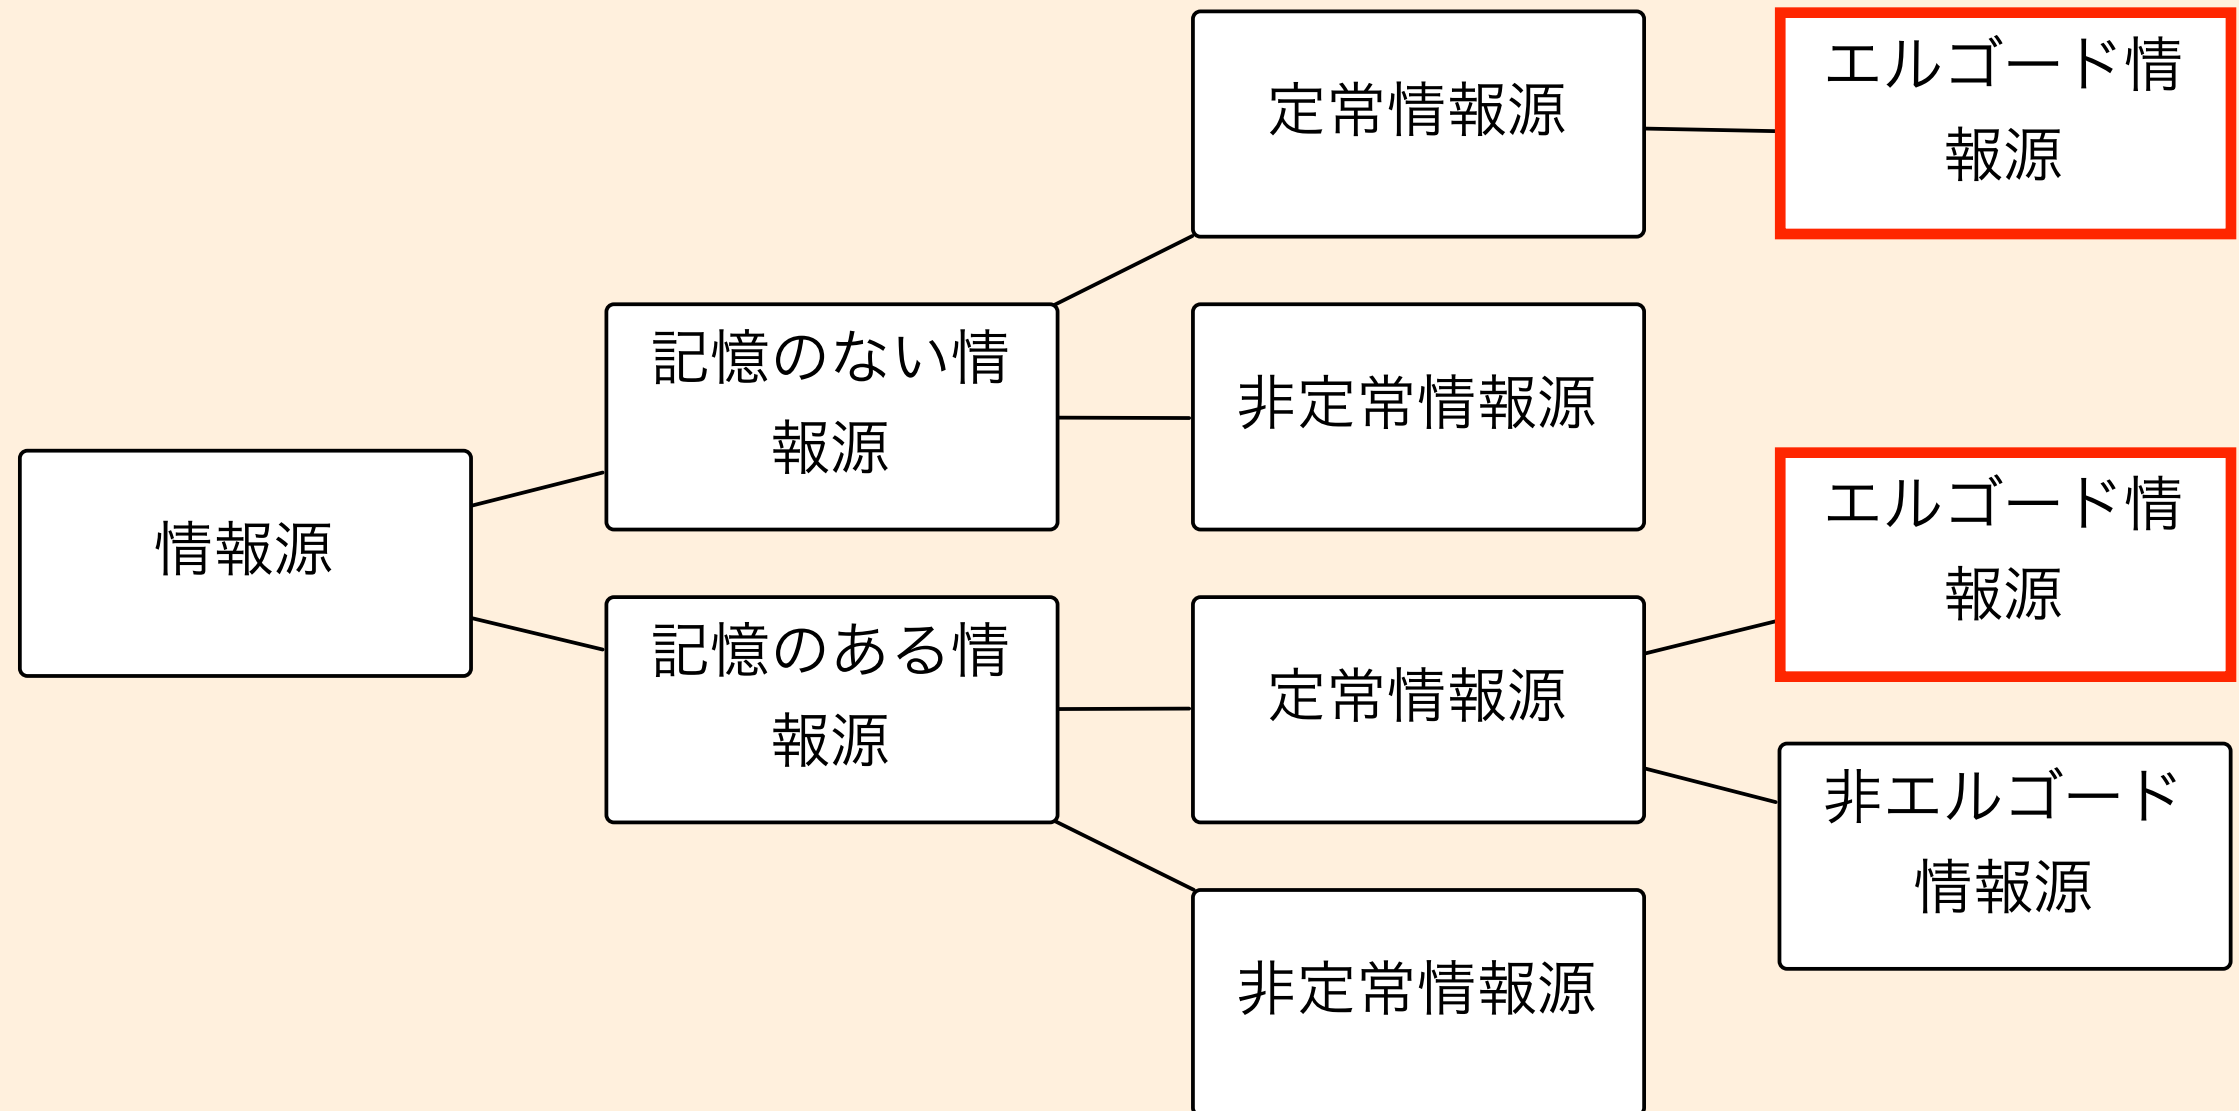 情報源
記憶のない情
報源
記憶のある情
報源
定常情報源
非定常情報源
定常情報源
非定常情報源
エルゴード情
報源
エルゴード情
報源
非エルゴード
情報源